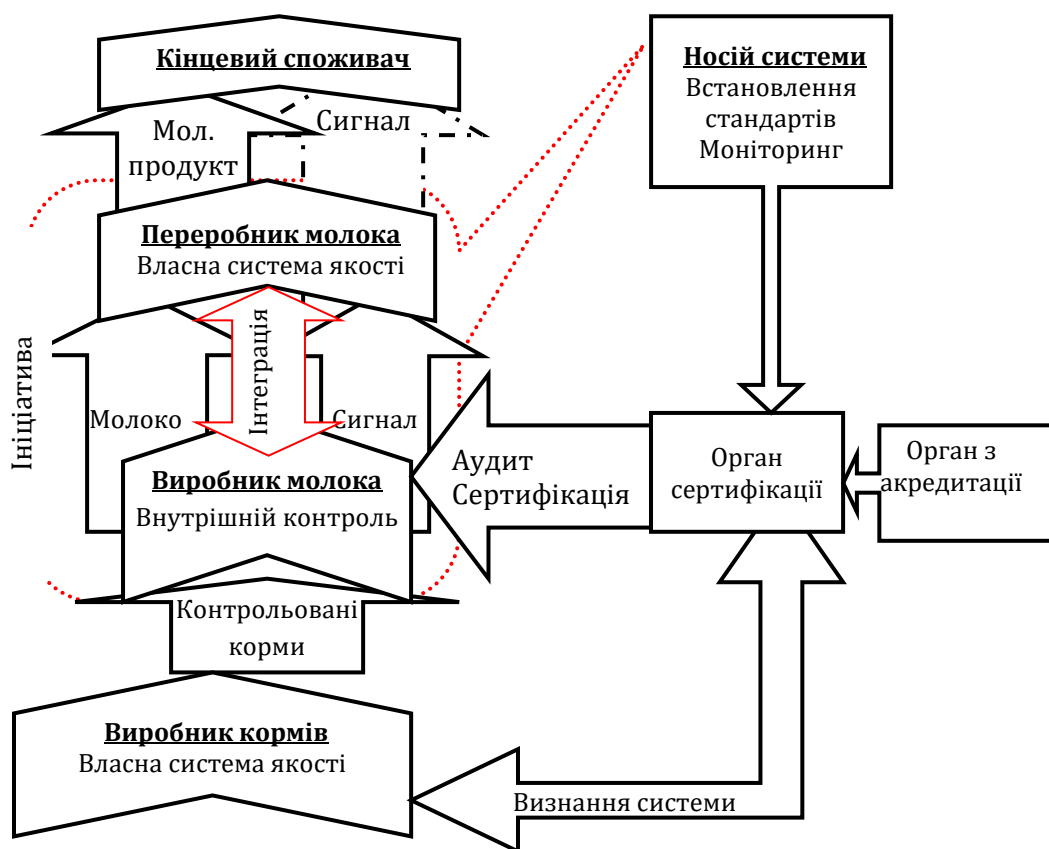 Кінцевий споживач
Носій системи
Встановлення
стандартів
Моніторинг
Сигнал
Мол.
продукт
Переробник молока
Власна система якості
Ініціатива
Інтеграція
Молоко
Сигнал
Виробник молока
Внутрішній контроль
Аудит
Сертифікація
Орган
сертифікації
Орган з
акредитації
Контрольовані
корми
Виробник кормів
Власна система якості
Визнання системи